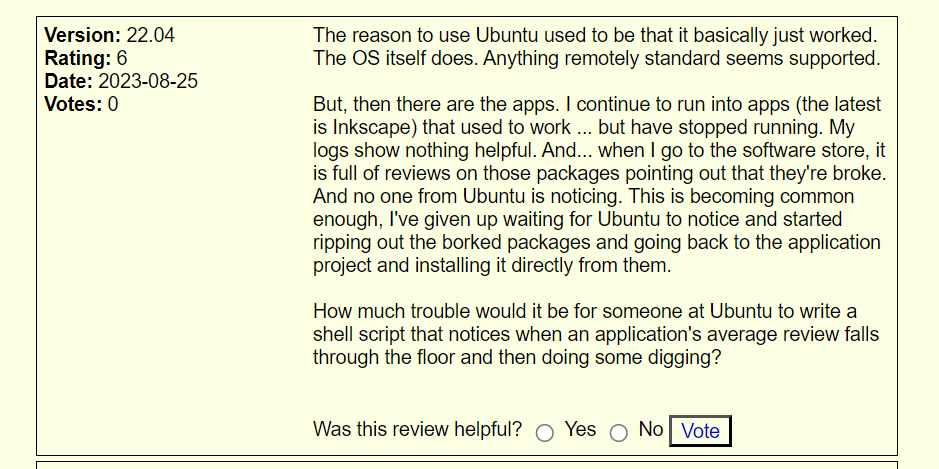 Version: 22.04
Rating: 6
Date: 2023-08-25
Votes: 0
The reason to use Ubuntu used to be that it basically just worked.
The OS itself does. Anything remotely standard seems supported.
But, then there are the apps. I continue to run into apps (the latest
is Inkscape) that used to work ... but have stopped running. My
logs show nothing helpful. And... when I go to the software store, it
is full of reviews on those packages pointing out that they're broke.
And no one from Ubuntu is noticing. This is becoming common
enough, I've given up waiting for Ubuntu to notice and started
ripping out the borked packages and going back to the application
project and installing it directly from them.
How much trouble would it be for someone at Ubuntu to write a
shell script that notices when an application's average review falls
through the floor and then doing some digging?
Was this review helpful? Yes No Vote